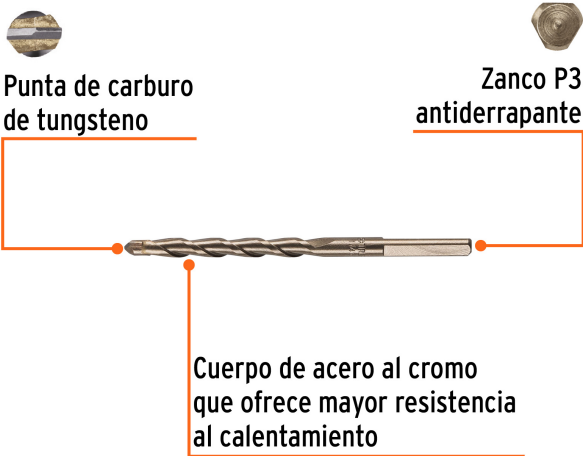 Punta de carburo
de tungsteno
Zanco P3
antiderrapante
Cuerpo de acero al cromo
que ofrece mayor resistencia
al calentamiento